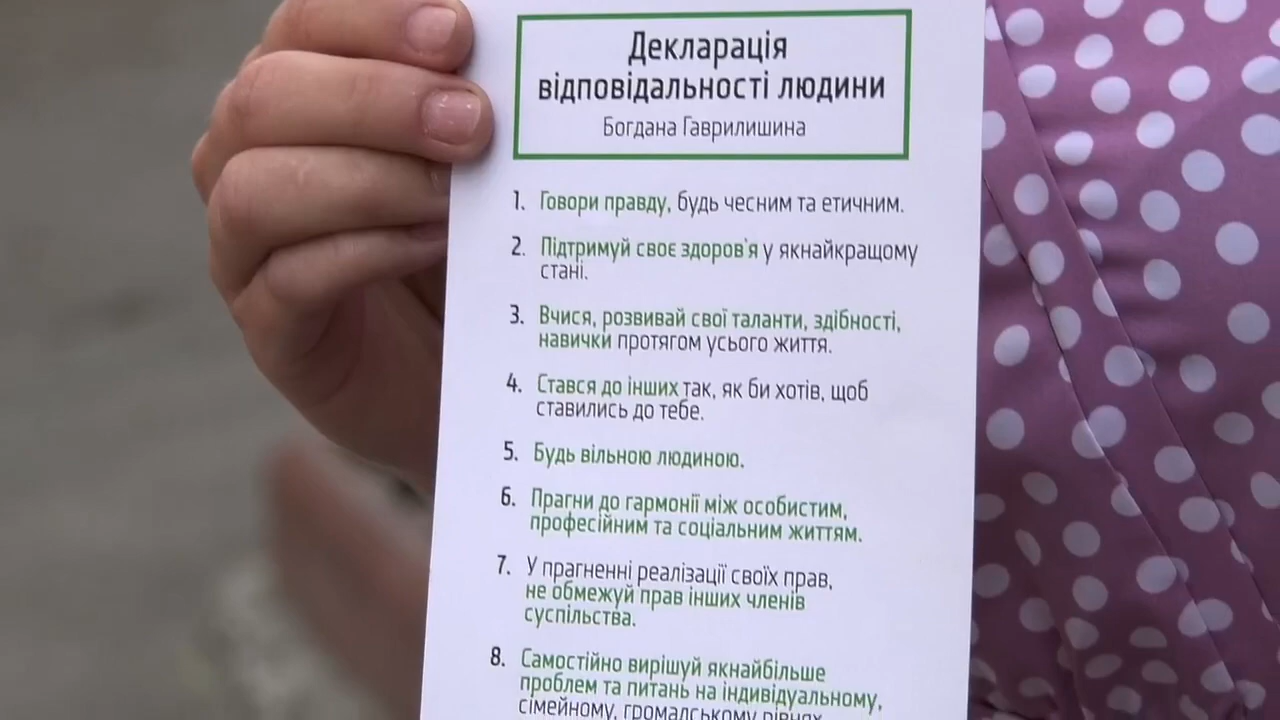 Декларація
відповідальності людини
Богдана Гаврилишина
1. Говори правду, будь чесним та етичним.
2. Підтримуй своє здоров`я у якнайкращому
стані.
3. Вчися, розвивай свої таланти, здібності,
навички протягом усього життя.
4. Стався до інших так, як би хотів, щоб
ставились до тебе.
5. Будь вільною людиною.
6. Прагни до гармонії між особистим,
професійним та соціальним життям.
7. У прагненні реалізації своїх прав,
не обмежуй прав інших членів
суспільства.
8. Самостійно вирішуй якнайбільше
проблем та питань на індивідуальному,
сімейному, громадському рівнях